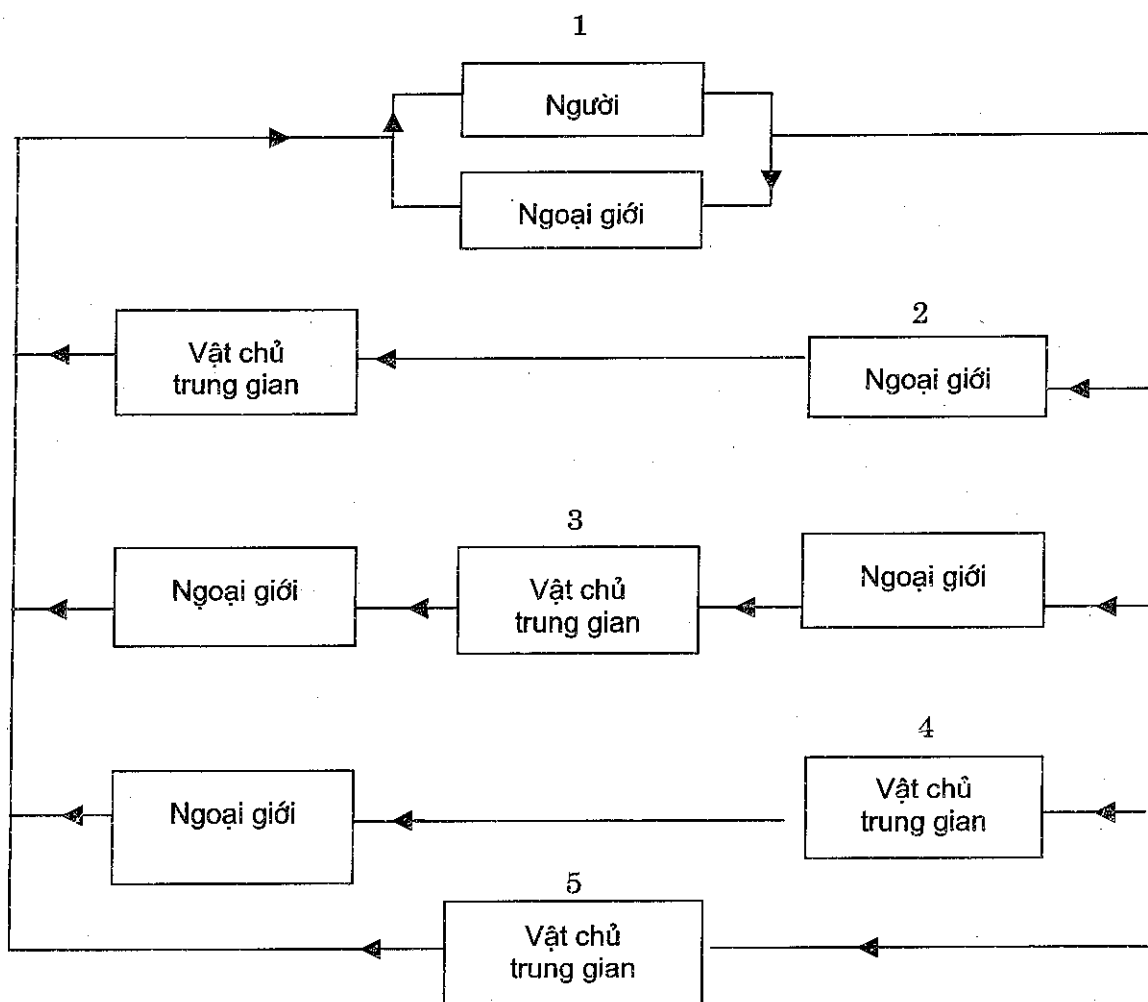 1
Người
Ngoại giới
2
Vật chủ
trung gian
Ngoại giới
3
Ngoại giới
Vật chủ
trung gian
Ngoại giới
4
Ngoại giới
Vật chủ
trung gian
5
Vật chủ
trung gian